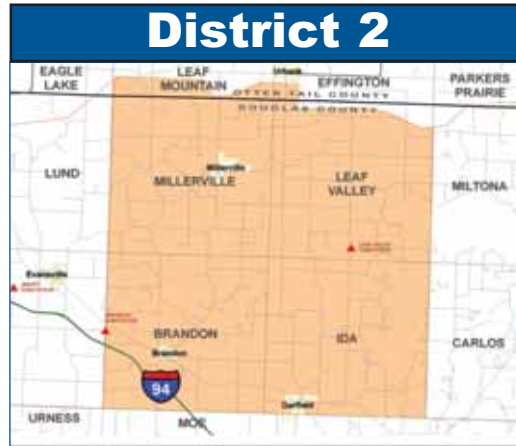 District 2
EAGLE
LAKE
LEAF
MOUNTAIN
Urbank
EFFINGTON
PARKERS
PRAIRIE
OTTER TAIL COUNTY
DOUGLAS COUNTY
LUND
MILLERVILLE
Millerville
LEAF
VALLEY
MILTONA
Evansville
BRANDON
Brandon
IDA
CARLOS
94
Garfield
URNESS
MOE